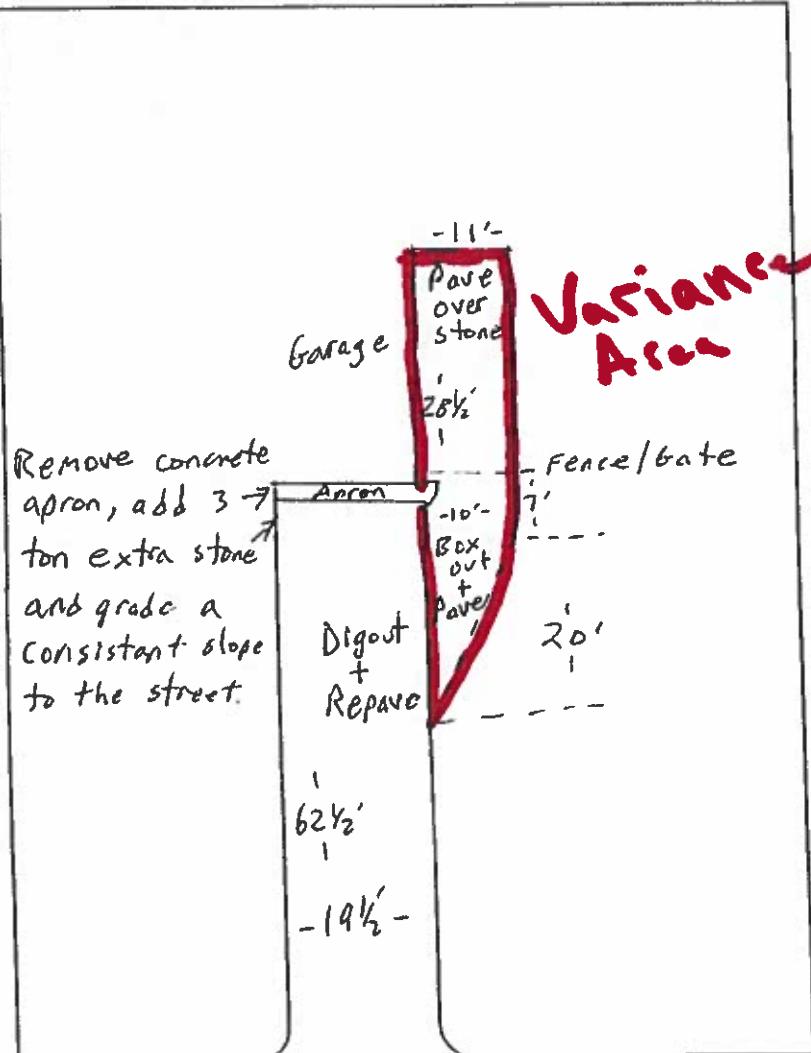 -11'-
Pave
over
stone
Variance
Area
Garage
28½'
Remove concrete
apron, add 3
ton extra stone
and grade a
consistant slope
to the street.
Apron
Fence/Gate
7'
-10'-
Box
out
+
Pave
20'
Digout
+
Repave
62½'
-19½'-